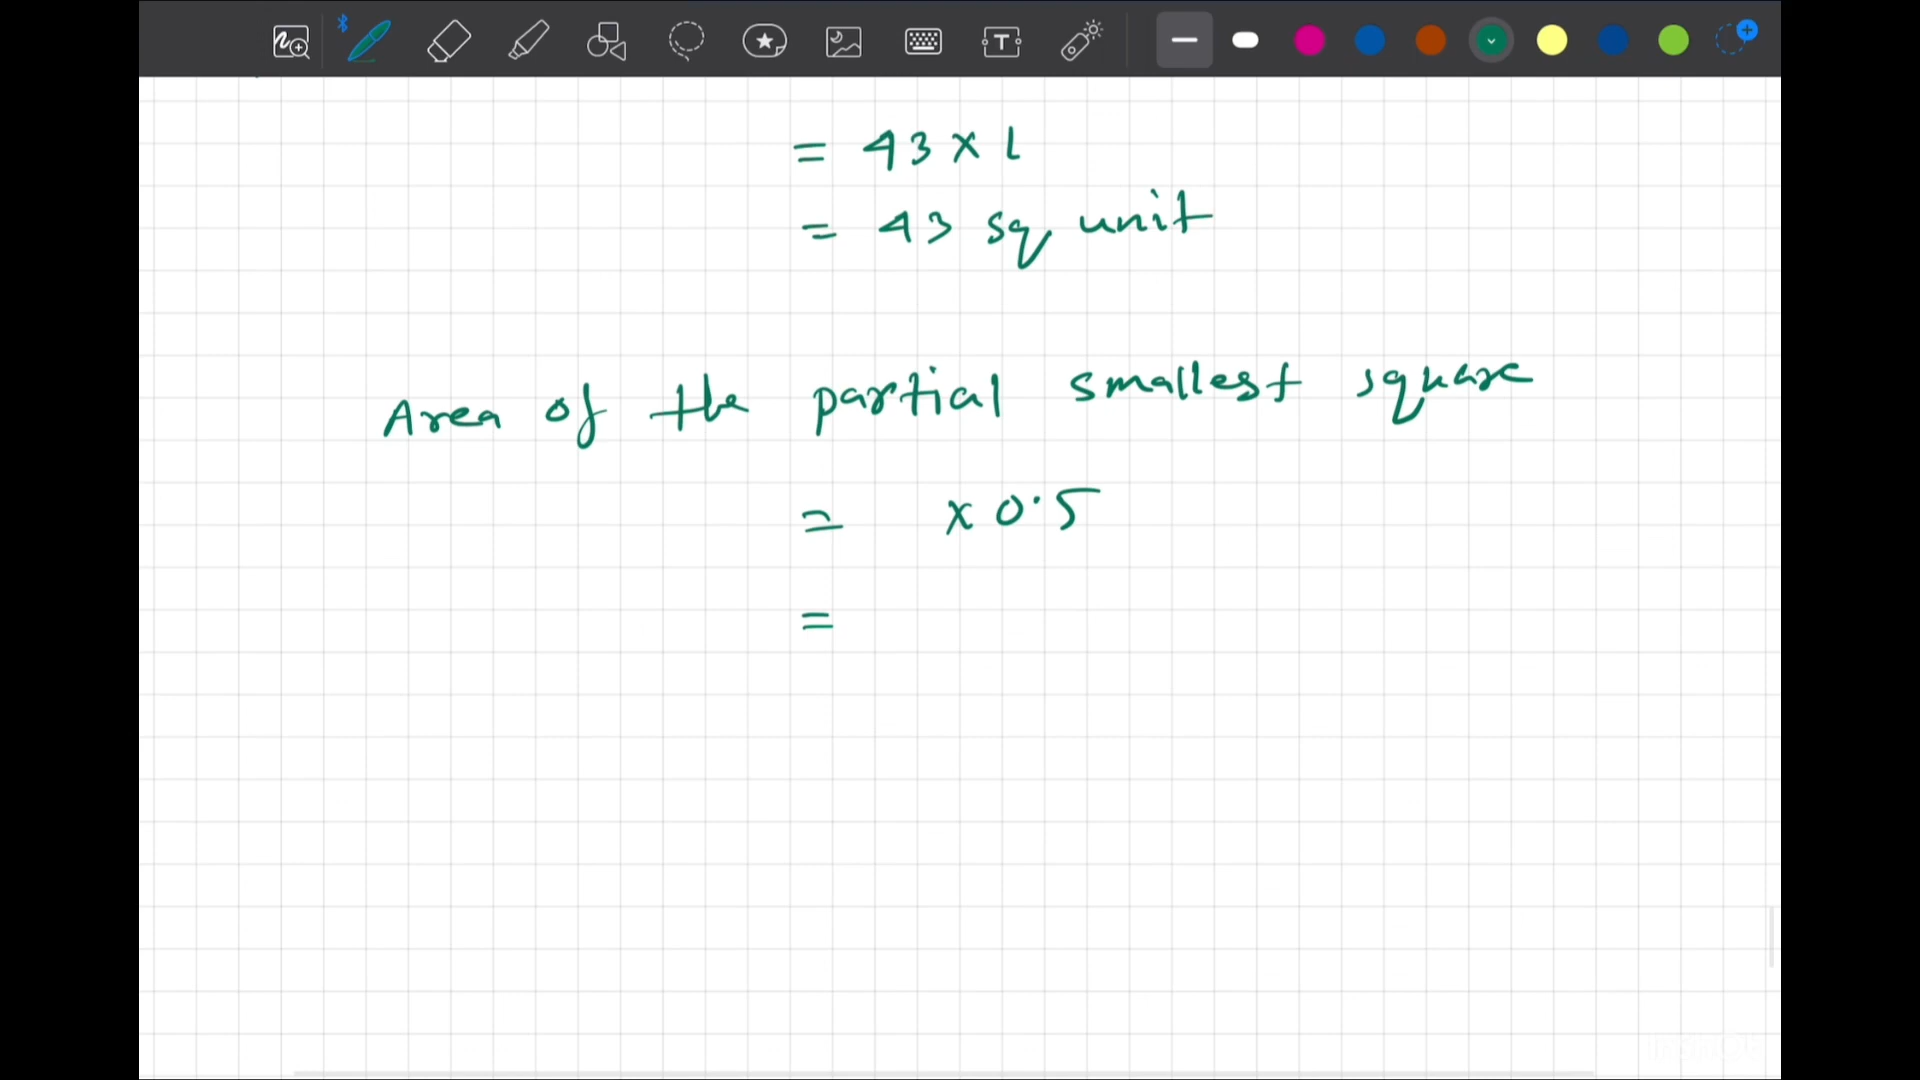 = 43 × 1
= 43 sq unit
Area of the partial smallest square
= × 0.5
=